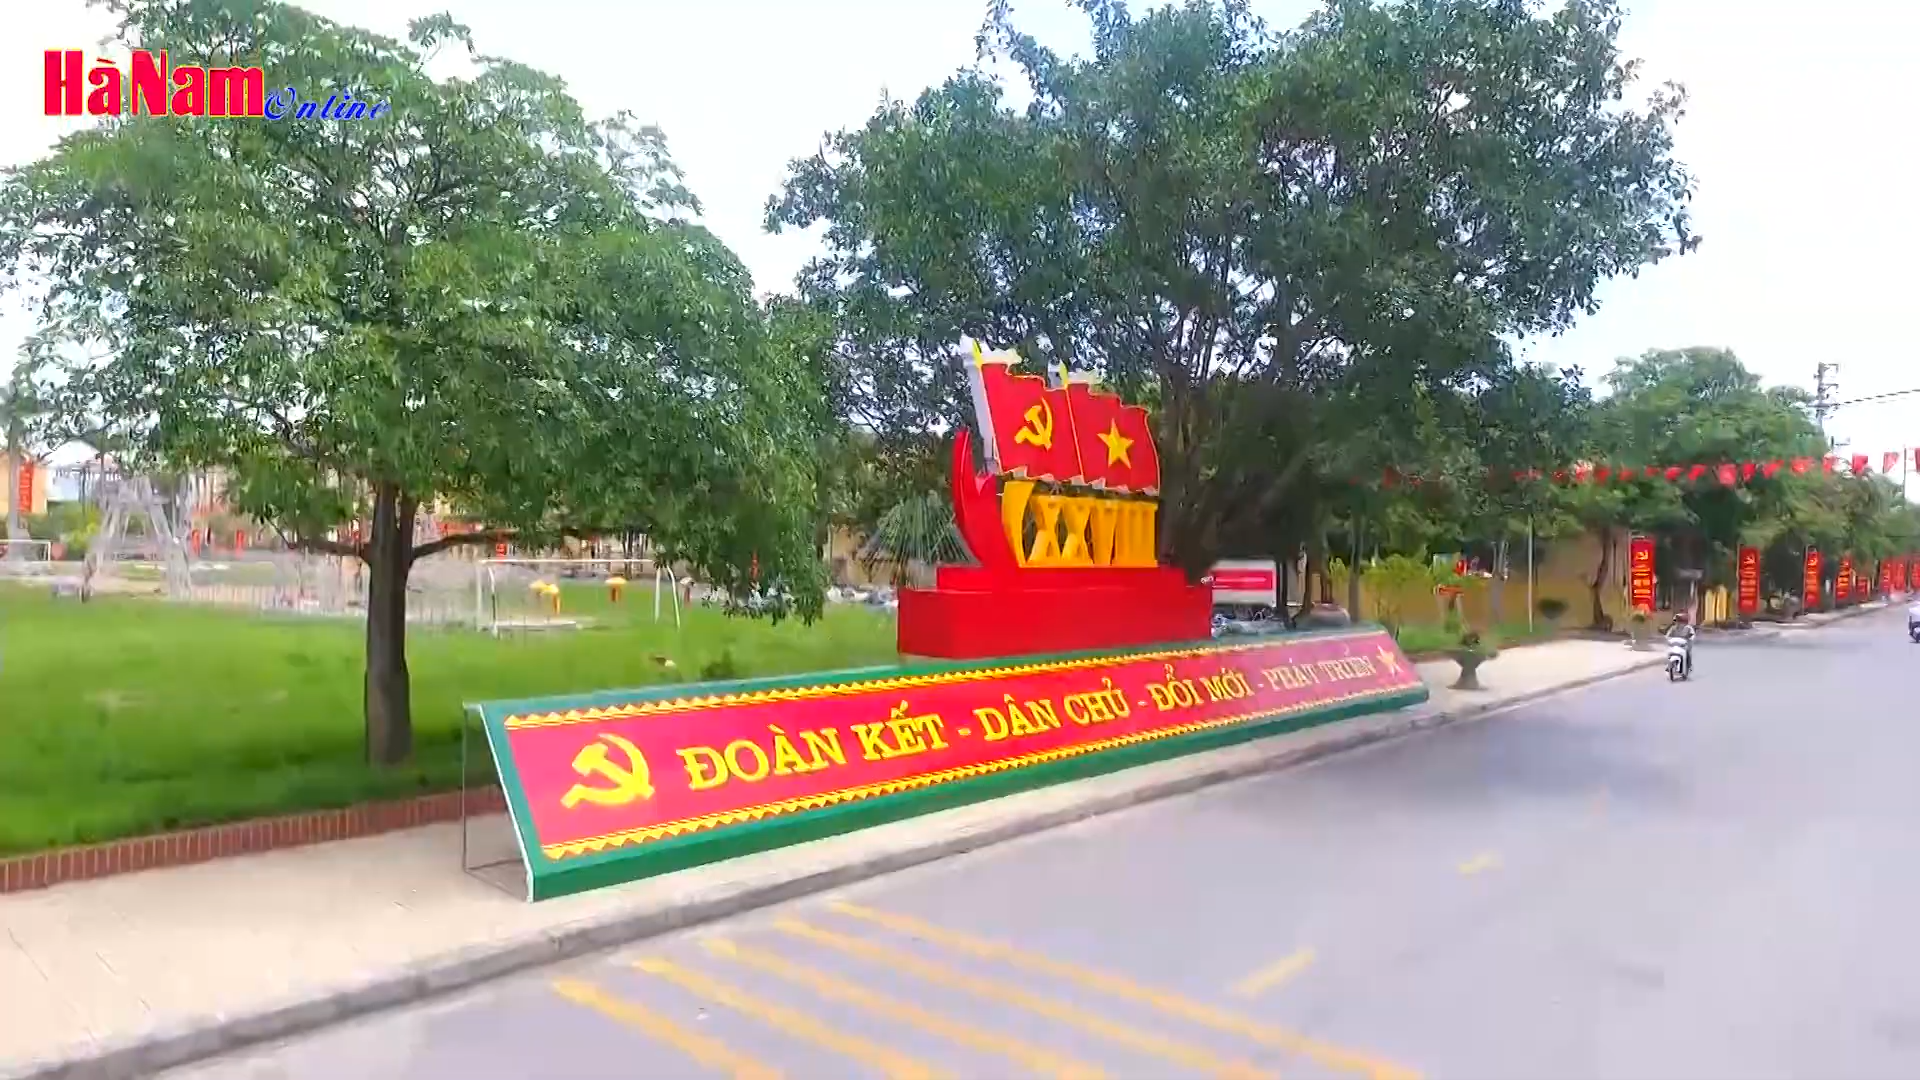 HàNam Online
XXVIII
ĐOÀN KẾT - DÂN CHỦ - ĐỔI MỚI - PHÁT TRIỂN